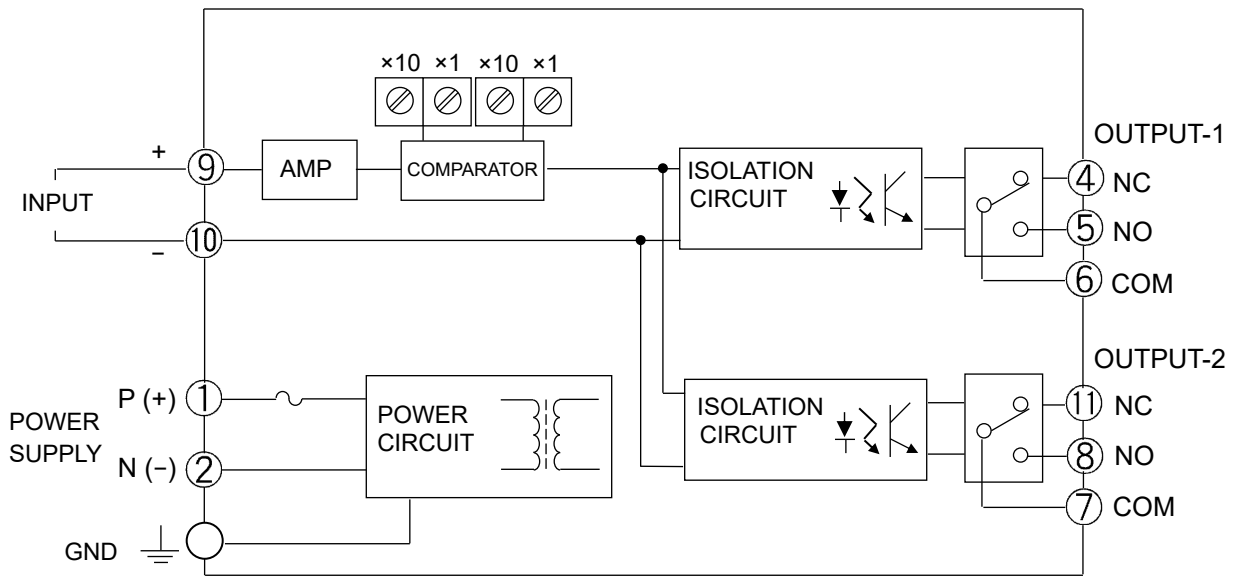 ×10 ×1 ×10 ×1
OUTPUT-1
+
9
AMP
COMPARATOR
ISOLATION
CIRCUIT
4 NC
INPUT
5 NO
10
−
6 COM
OUTPUT-2
P (+) 1
POWER
SUPPLY
POWER
CIRCUIT
ISOLATION
CIRCUIT
11 NC
N (−) 2
8 NO
7 COM
GND